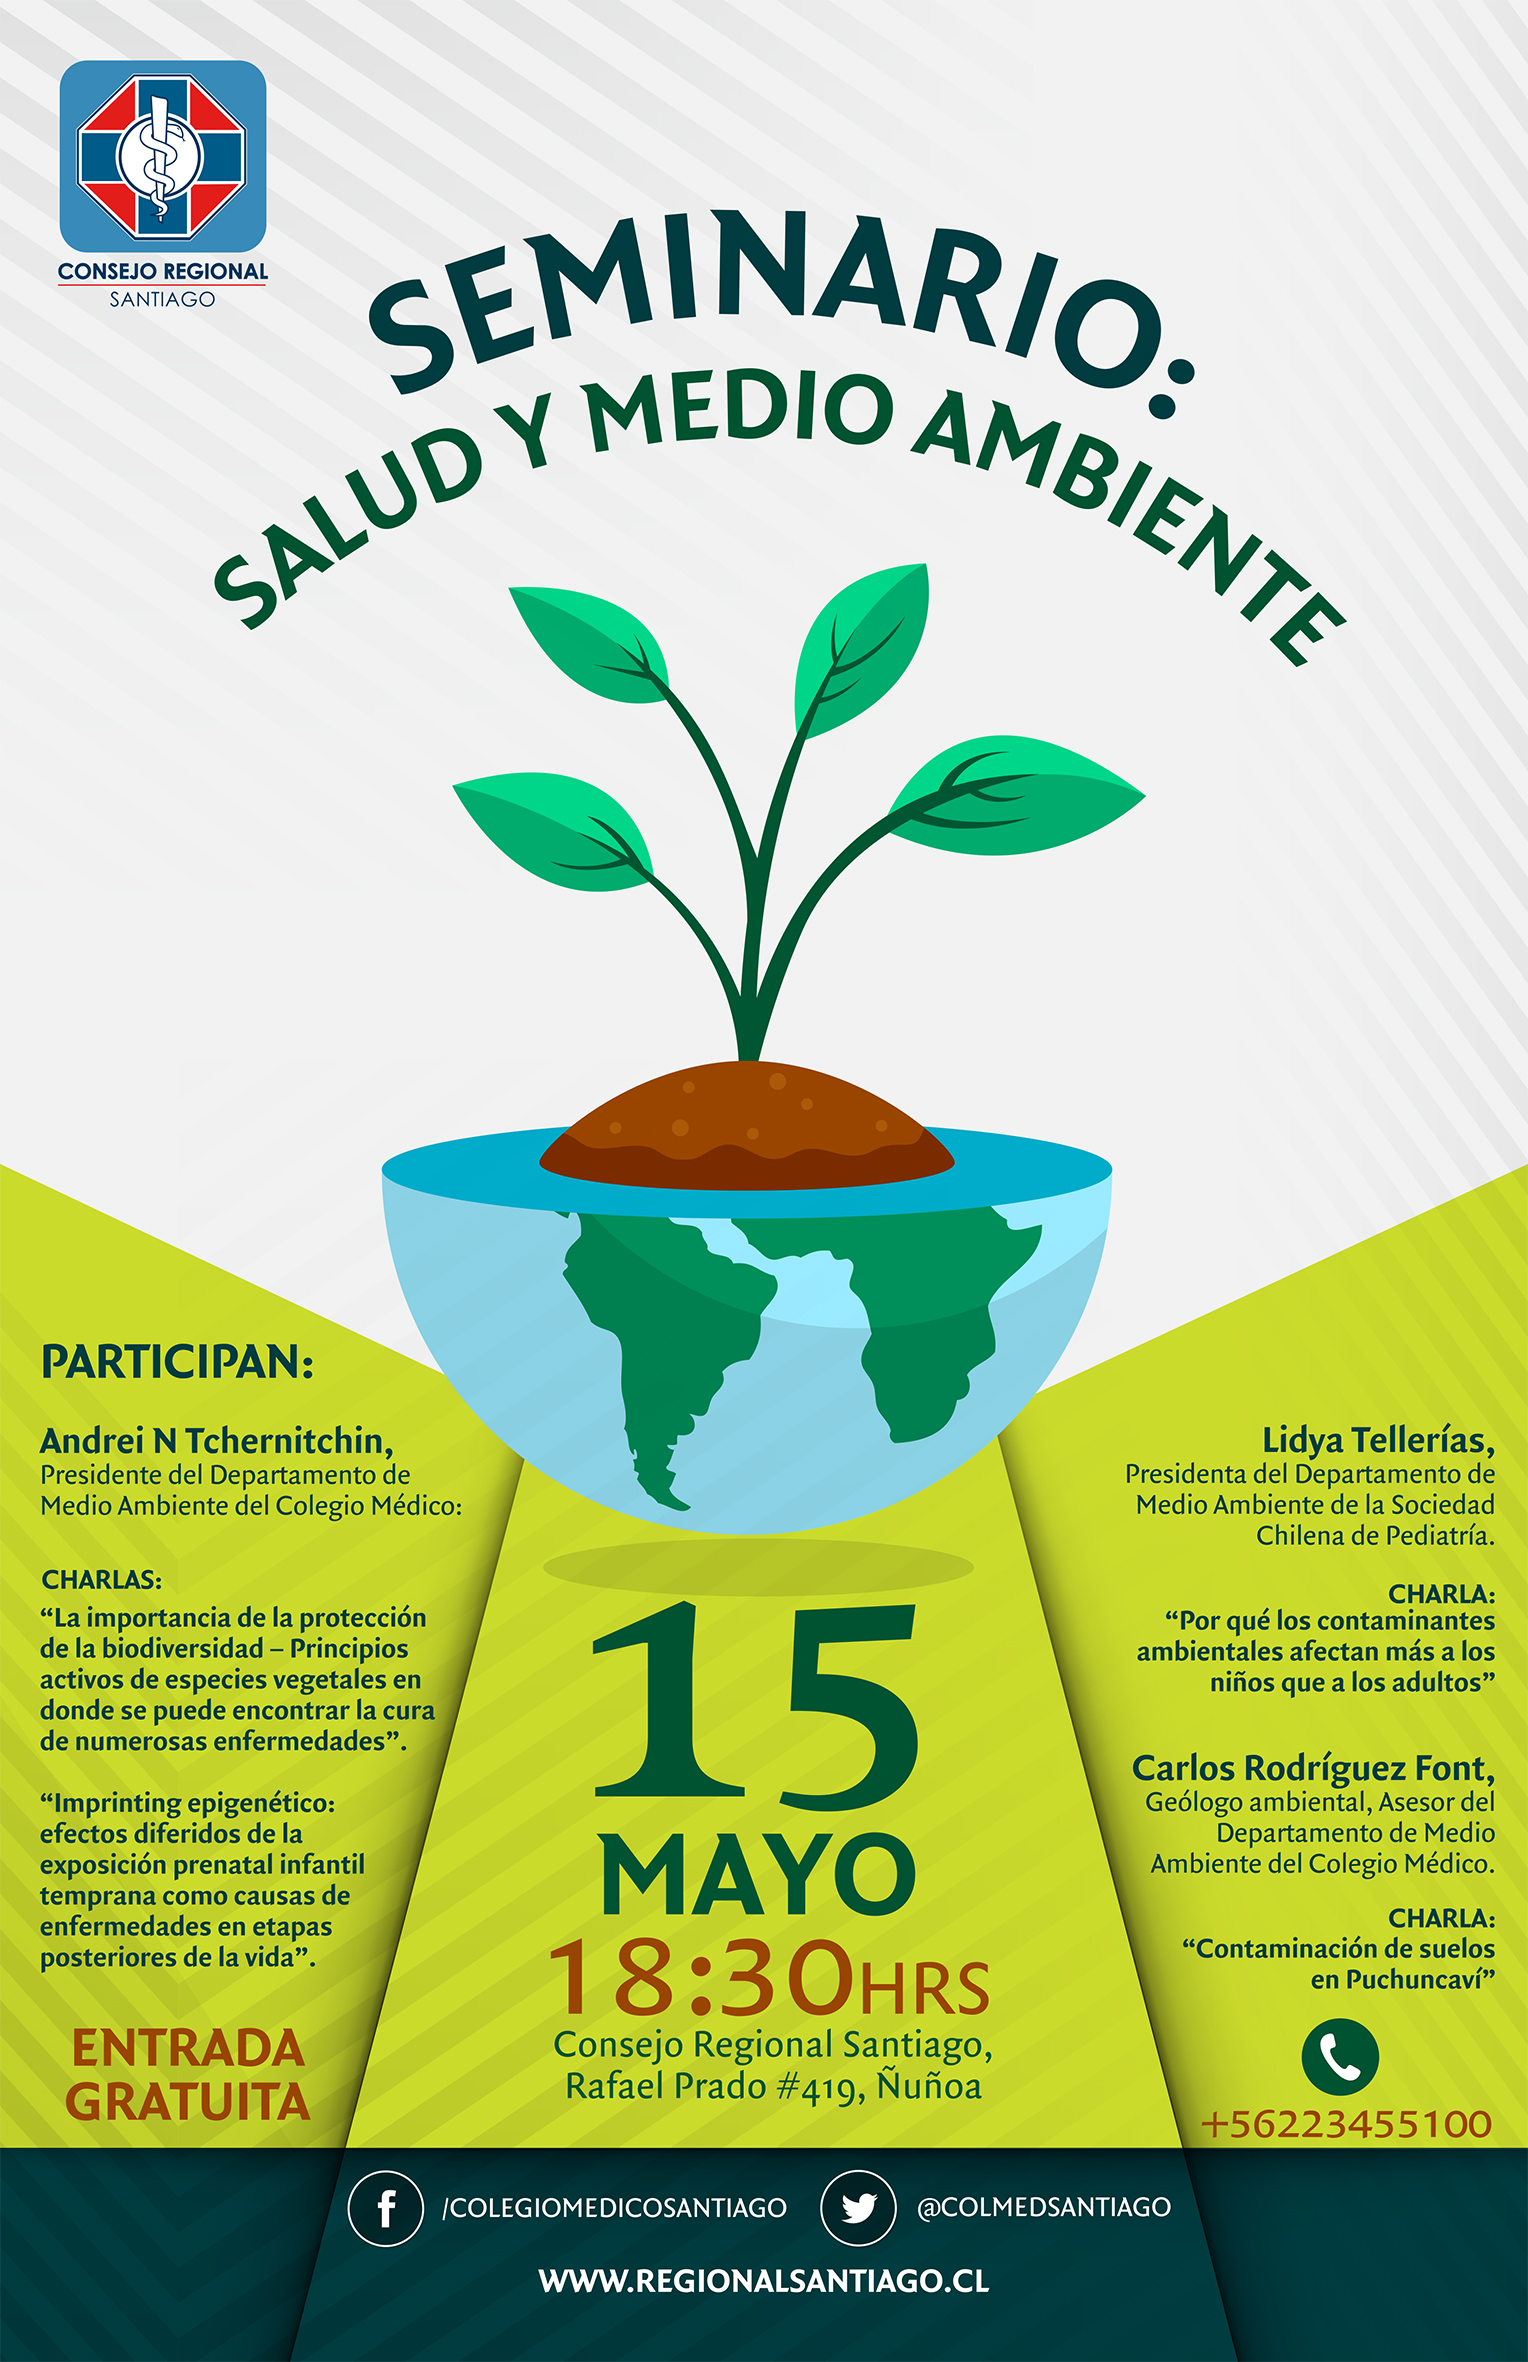 CONSEJO REGIONAL
SANTIAGO
SEMINARIO:
SALUD Y MEDIO AMBIENTE
PARTICIPAN:
Andrei N Tchernitchin,
Presidente del Departamento de
Medio Ambiente del Colegio Médico:
CHARLAS:
“La importancia de la protección
de la biodiversidad – Principios
activos de especies vegetales en
donde se puede encontrar la cura
de numerosas enfermedades”.
“Imprinting epigenético:
efectos diferidos de la
exposición prenatal infantil
temprana como causas de
enfermedades en etapas
posteriores de la vida”.
ENTRADA
GRATUITA
15
MAYO
18:30HRS
Consejo Regional Santiago,
Rafael Prado #419, Ñuñoa
Lidya Tellerías,
Presidenta del Departamento de
Medio Ambiente de la Sociedad
Chilena de Pediatría.
CHARLA:
“Por qué los contaminantes
ambientales afectan más a los
niños que a los adultos”
Carlos Rodríguez Font,
Geólogo ambiental, Asesor del
Departamento de Medio
Ambiente del Colegio Médico.
CHARLA:
“Contaminación de suelos
en Puchuncaví”
+56223455100
/COLEGIOMEDICOSANTIAGO
@COLMEDSANTIAGO
WWW.REGIONALSANTIAGO.CL